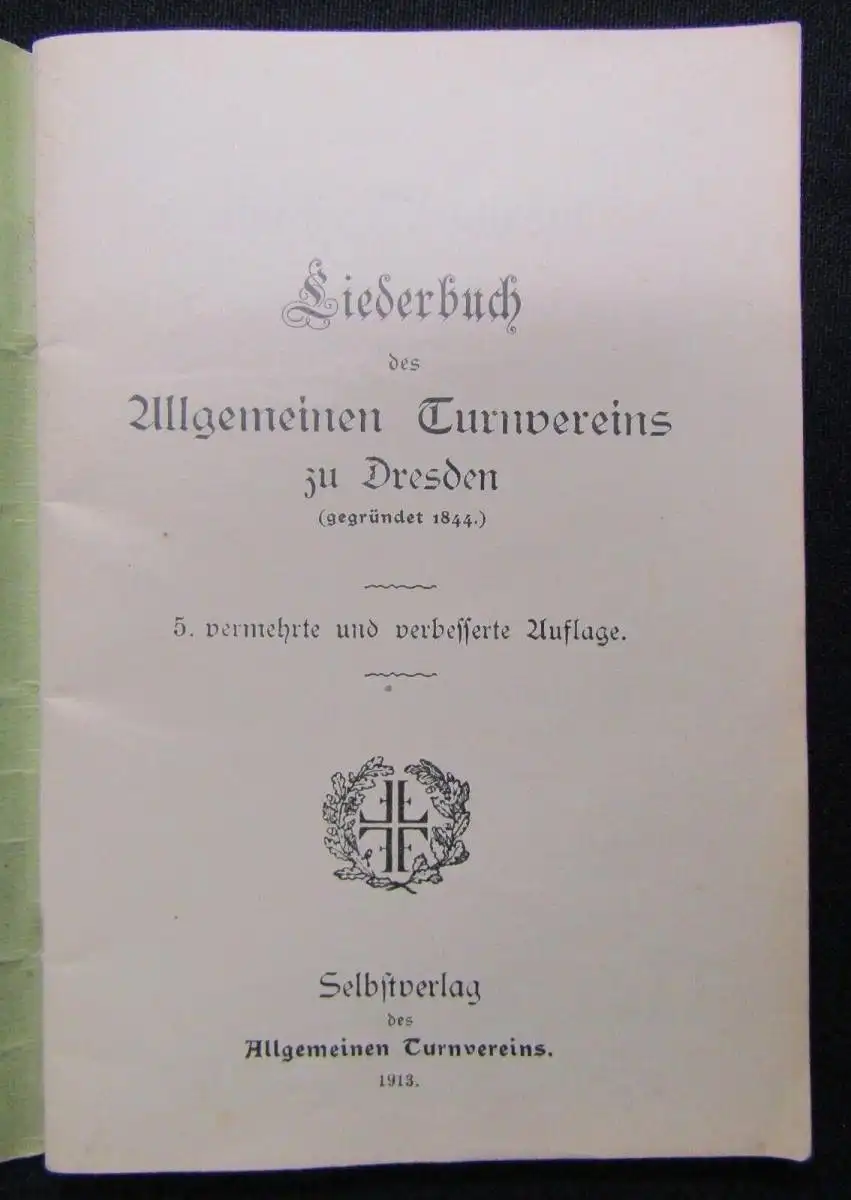 Liederbuch
des
Allgemeinen Turnvereins
zu Dresden
(gegründet 1844.)
5. vermehrte und verbesserte Auflage.
Selbstverlag
des
Allgemeinen Turnvereins.
1913.